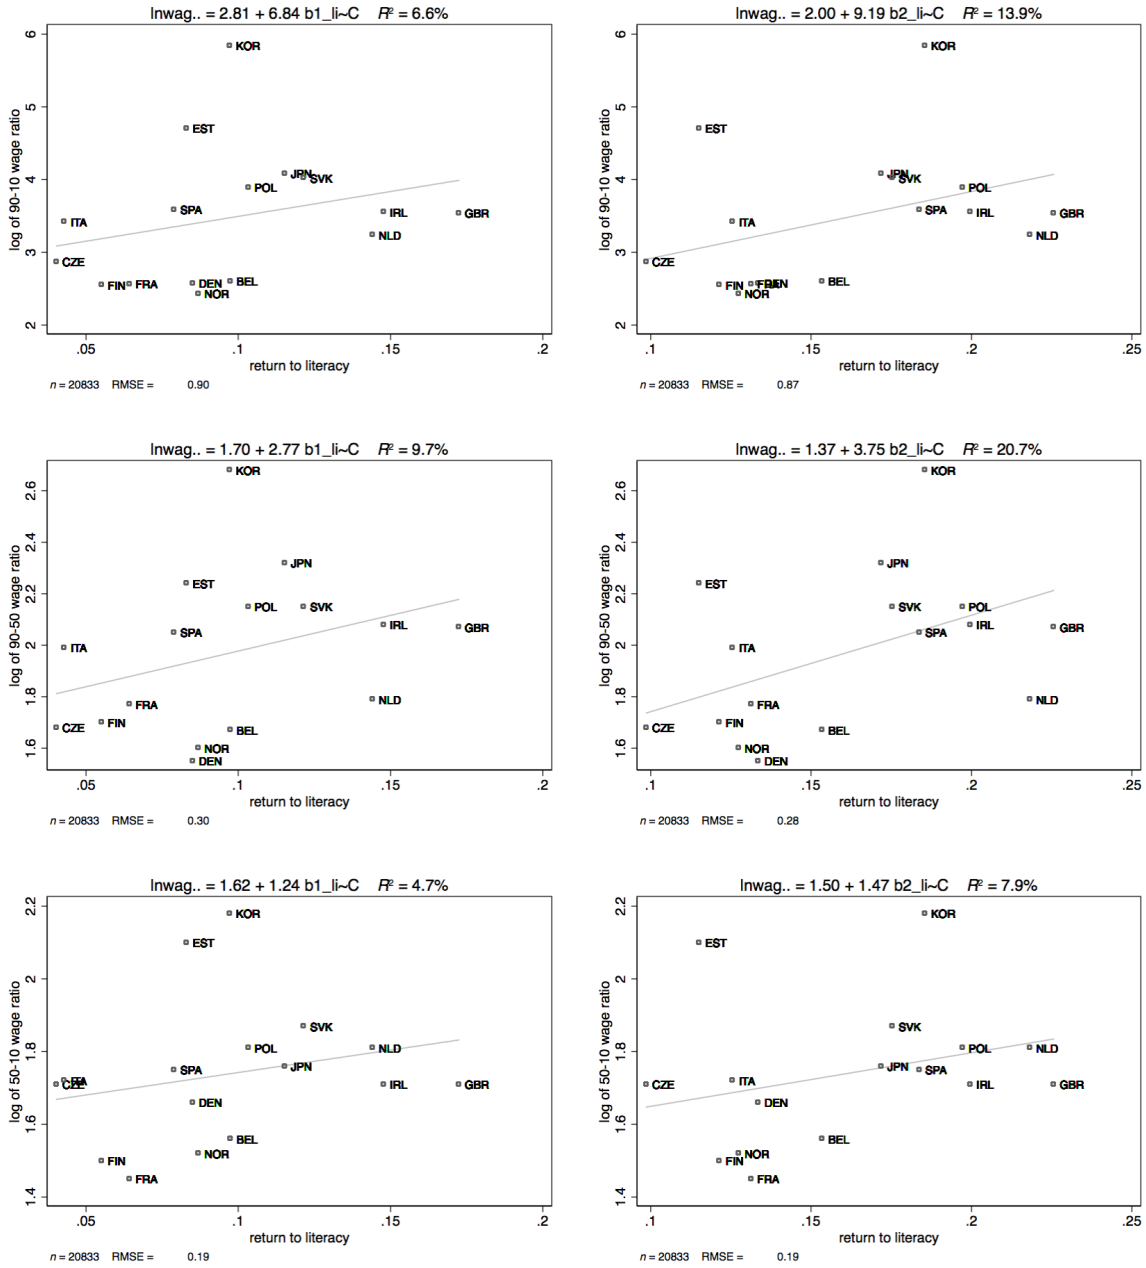 lnwag.. = 2.81 + 6.84 b1_li~C R² = 6.6%
log of 90-10 wage ratio
6
5
4
3
2
KOR
EST
JPN
SVK
POL
SPA
IRL
GBR
ITA
NLD
CZE
FIN
FRA
DEN
BEL
NOR
.05 .1 .15 .2
return to literacy
n = 20833 RMSE = 0.90
lnwag.. = 2.00 + 9.19 b2_li~C R² = 13.9%
log of 90-10 wage ratio
6
5
4
3
2
KOR
EST
JPN
SVK
POL
SPA
IRL
GBR
ITA
NLD
CZE
FIN
FRA
DEN
BEL
NOR
.1 .15 .2 .25
return to literacy
n = 20833 RMSE = 0.87
lnwag.. = 1.70 + 2.77 b1_li~C R² = 9.7%
log of 90-50 wage ratio
2.6
2.4
2.2
2
1.8
1.6
KOR
JPN
EST
POL
SVK
SPA
IRL
GBR
ITA
FRA
NLD
CZE
FIN
BEL
NOR
DEN
.05 .1 .15 .2
return to literacy
n = 20833 RMSE = 0.30
lnwag.. = 1.37 + 3.75 b2_li~C R² = 20.7%
log of 90-50 wage ratio
2.6
2.4
2.2
2
1.8
1.6
KOR
JPN
EST
SVK
POL
SPA
IRL
GBR
ITA
FRA
NLD
CZE
FIN
BEL
NOR
DEN
.1 .15 .2 .25
return to literacy
n = 20833 RMSE = 0.28
lnwag.. = 1.62 + 1.24 b1_li~C R² = 4.7%
log of 50-10 wage ratio
2.2
2
1.8
1.6
1.4
KOR
EST
SVK
POL
NLD
SPA
JPN
CZE
ITA
IRL
GBR
DEN
BEL
NOR
FIN
FRA
.05 .1 .15 .2
return to literacy
n = 20833 RMSE = 0.19
lnwag.. = 1.50 + 1.47 b2_li~C R² = 7.9%
log of 50-10 wage ratio
2.2
2
1.8
1.6
1.4
KOR
EST
SVK
POL
NLD
JPN
SPA
CZE
ITA
IRL
GBR
DEN
BEL
NOR
FIN
FRA
.1 .15 .2 .25
return to literacy
n = 20833 RMSE = 0.19